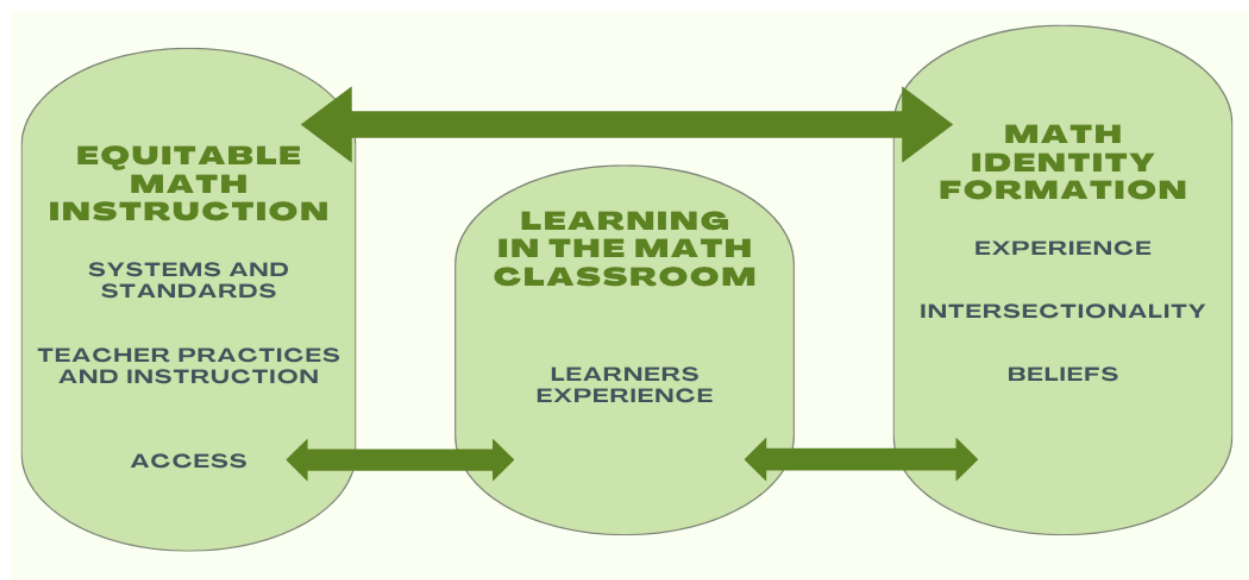 EQUITABLE
MATH
INSTRUCTION
SYSTEMS AND
STANDARDS
TEACHER PRACTICES
AND INSTRUCTION
ACCESS
LEARNING
IN THE MATH
CLASSROOM
LEARNERS
EXPERIENCE
MATH
IDENTITY
FORMATION
EXPERIENCE
INTERSECTIONALITY
BELIEFS